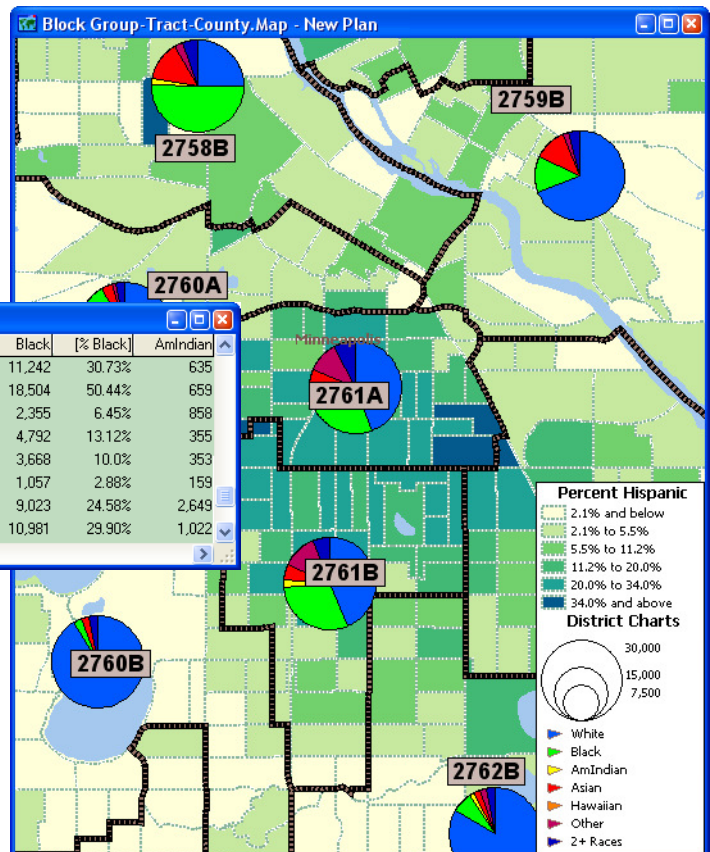 Block Group-Tract-County.Map - New Plan
2759B
2758B
2760A
Minneapolis
Black [% Black] AmIndian
11,242 30.73% 635
18,504 50.44% 659
2,355 6.45% 858
4,792 13.12% 355
3,668 10.0% 353
1,057 2.88% 159
9,023 24.58% 2,649
10,981 29.90% 1,022
2761A
2761B
2760B
2762B
Percent Hispanic
2.1% and below
2.1% to 5.5%
5.5% to 11.2%
11.2% to 20.0%
20.0% to 34.0%
34.0% and above
District Charts
30,000
15,000
7,500
White
Black
AmIndian
Asian
Hawaiian
Other
2+ Races